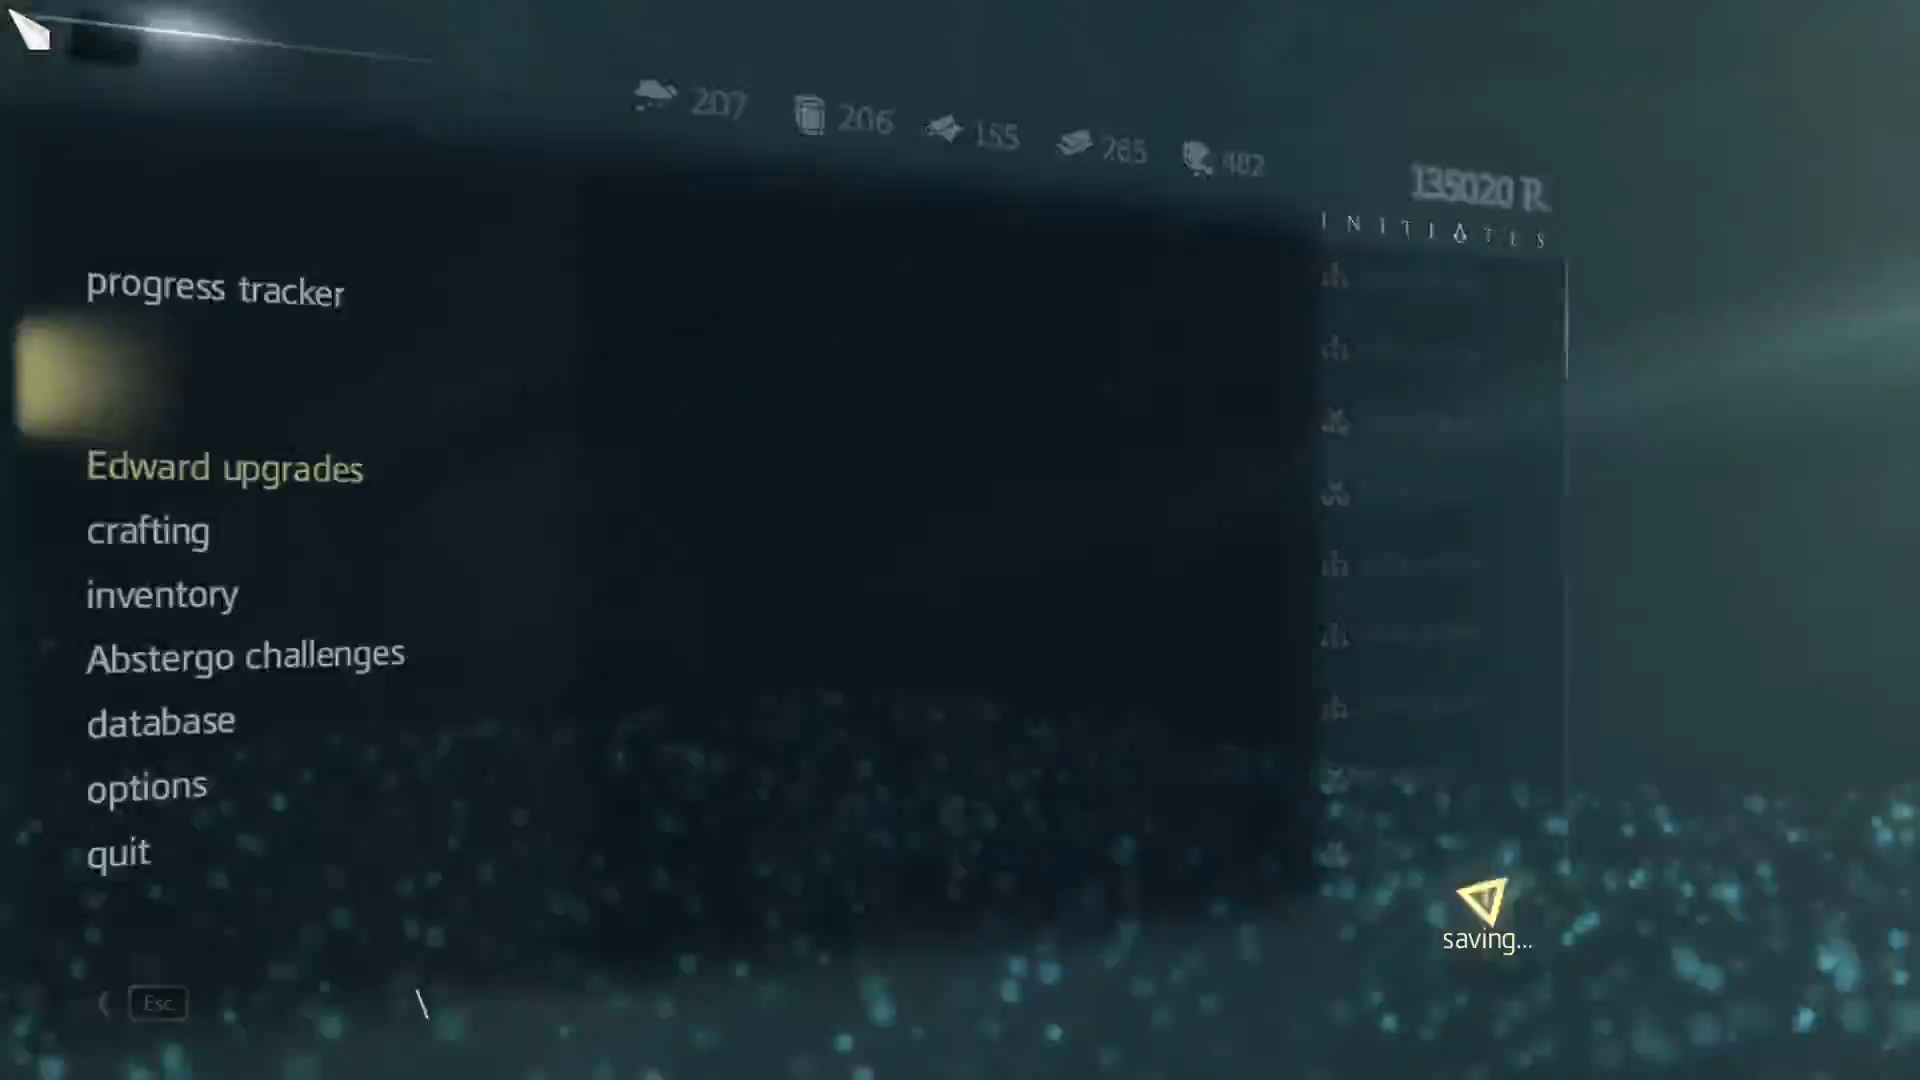 207 206 155 265 482
135020 R
INITIATES
progress tracker
Edward upgrades
crafting
inventory
Abstergo challenges
database
options
quit
saving...
Esc